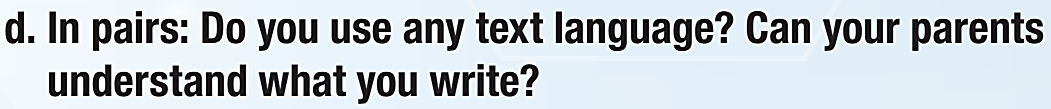 d. In pairs: Do you use any text language? Can your parents
understand what you write?